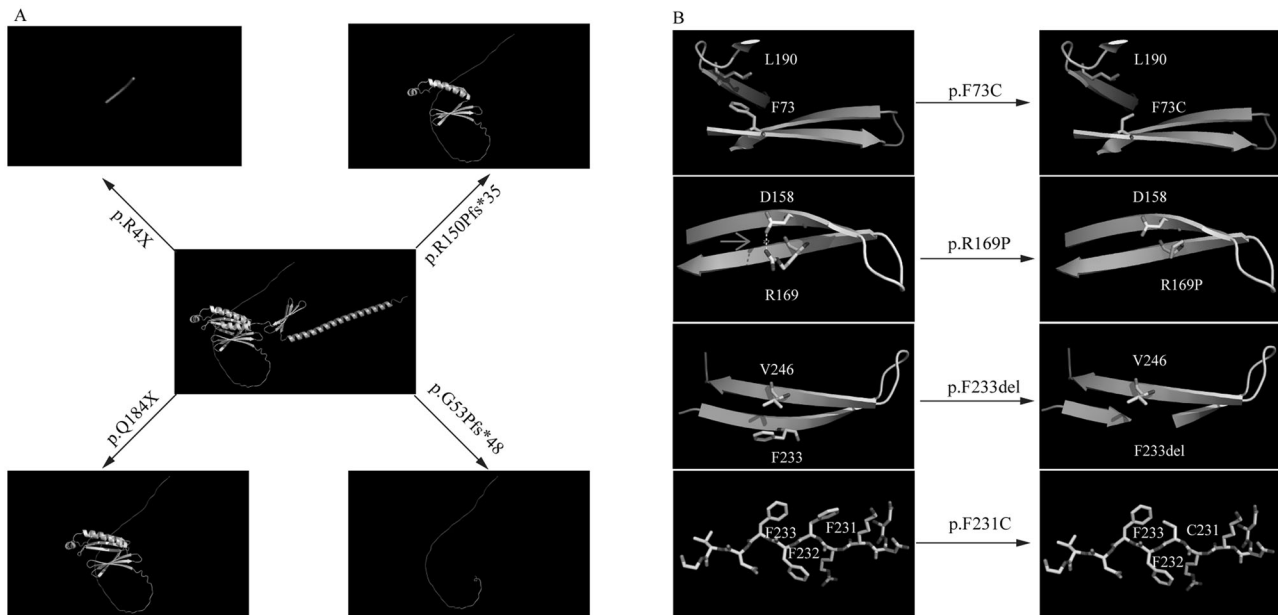 A
p.R4X
p.R150Pfs*35
p.Q184X
p.G53Pfs*48
B
L190
F73
p.F73C
L190
F73C
D158
R169
p.R169P
D158
R169P
V246
F233
p.F233del
V246
F233del
F233
F231
F232
p.F231C
F233
C231
F232